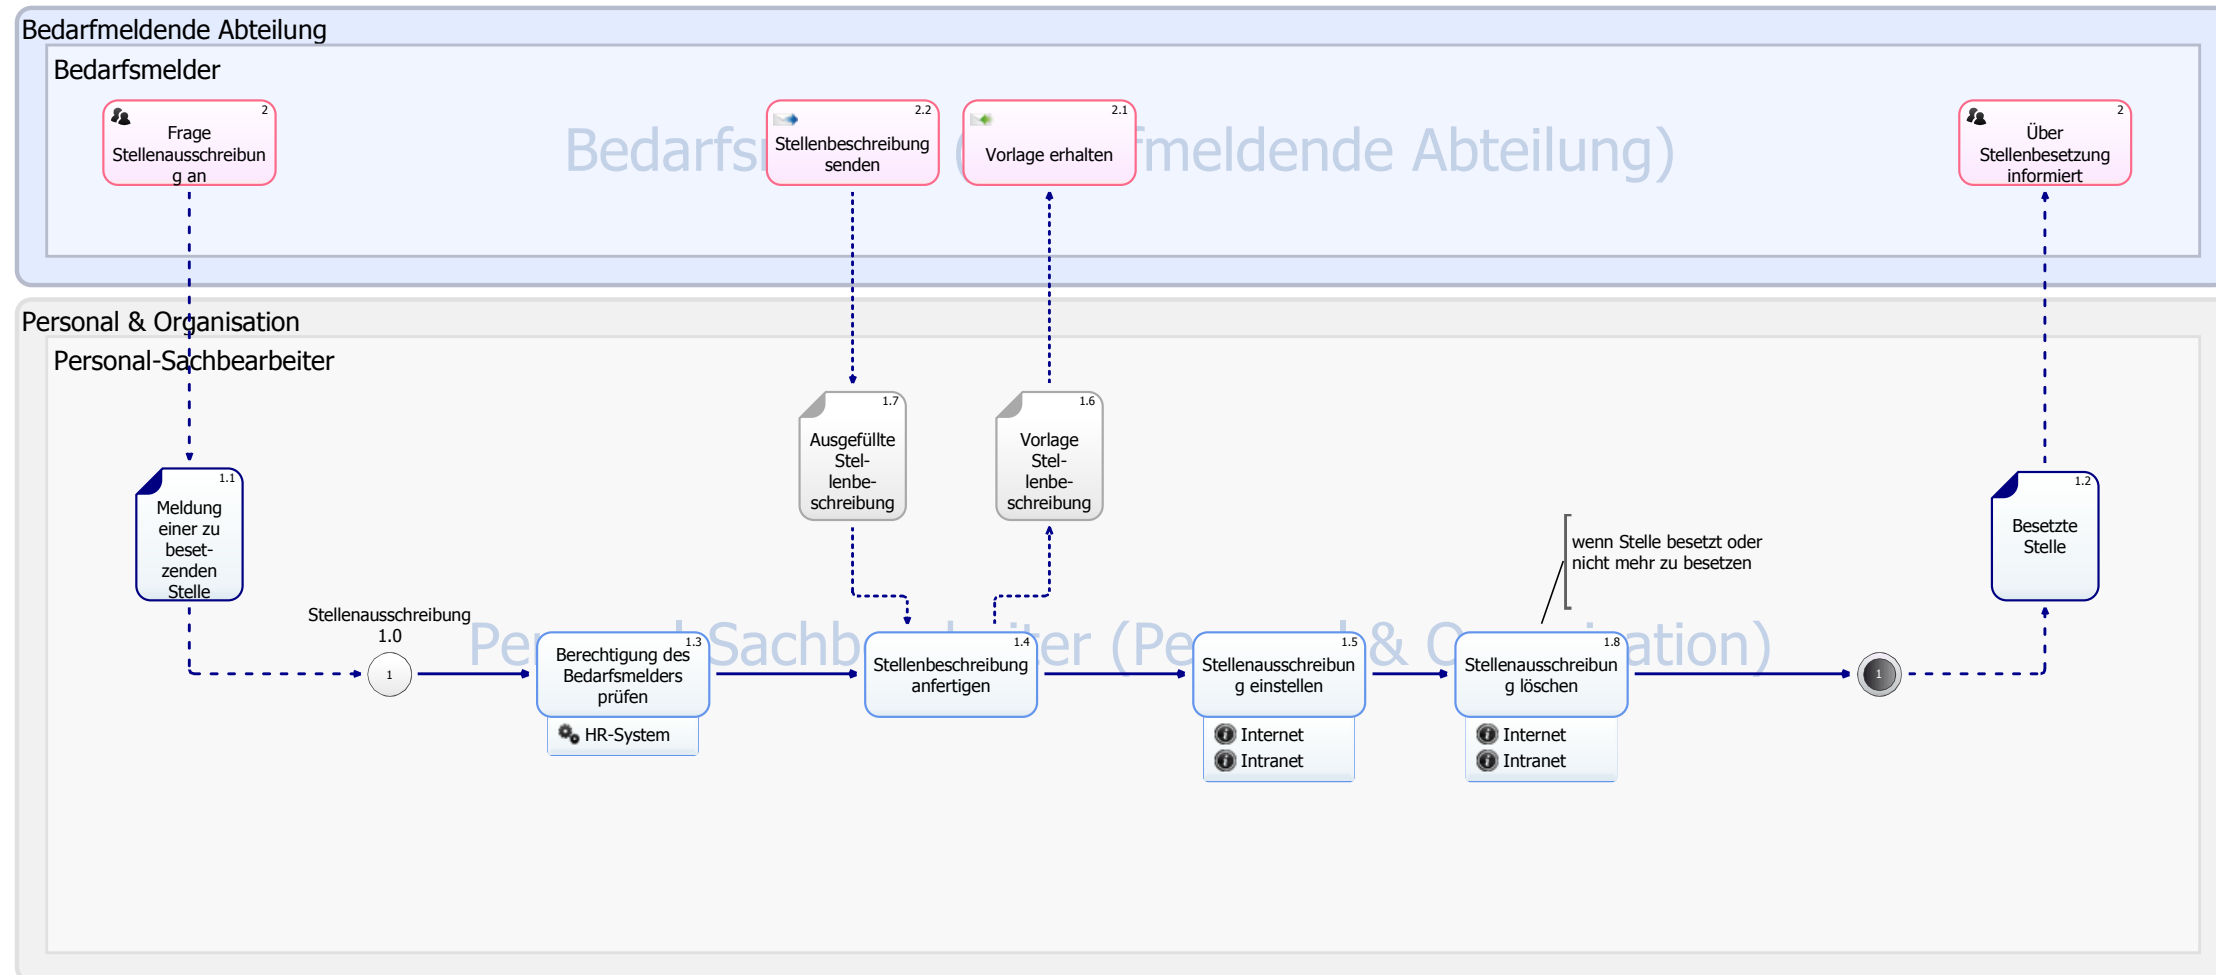 Bedarfmeldende Abteilung
Bedarfsmelder
2
Frage
Stellenausschreibun
g an
2.2
Stellenbeschreibung
senden
2.1
Vorlage erhalten
2
Über
Stellenbesetzung
informiert
Personal & Organisation
Personal-Sachbearbeiter
1.1
Meldung
einer zu
beset-
zenden
Stelle
1.7
Ausgefüllte
Stel-
lenbe-
schreibung
1.6
Vorlage
Stel-
lenbe-
schreibung
wenn Stelle besetzt oder
nicht mehr zu besetzen
1.2
Besetzte
Stelle
Stellenausschreibung
1.0
1
1.3
Berechtigung des
Bedarfsmelders
prüfen
HR-System
1.4
Stellenbeschreibung
anfertigen
1.5
Stellenausschreibun
g einstellen
Internet
Intranet
1.8
Stellenausschreibun
g löschen
Internet
Intranet
1